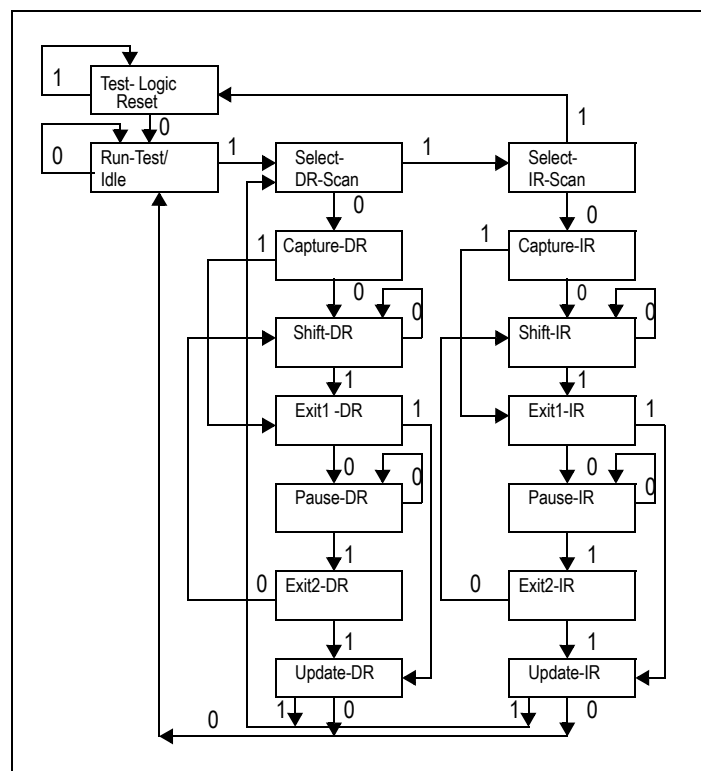 1
Test- Logic
Reset
0
1
0
Run-Test/
Idle
1
Select-
DR-Scan
1
Select-
IR-Scan
0
0
1
Capture-DR
1
Capture-IR
0
0
Shift-DR
0
Shift-IR
0
1
1
Exit1 -DR
1
Exit1-IR
1
0
0
Pause-DR
0
Pause-IR
0
1
1
0
Exit2-DR
0
Exit2-IR
1
1
Update-DR
Update-IR
0
1
0
1
0